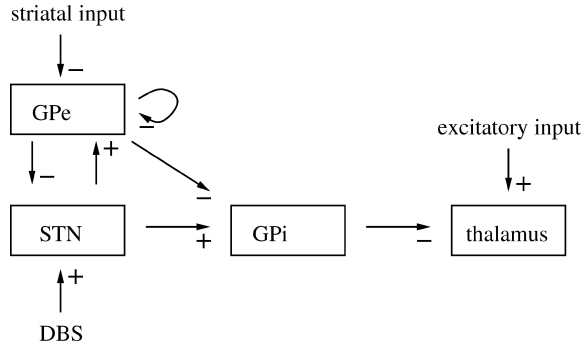 striatal input
−
GPe
−
excitatory input
−
+
−
+
STN
+
GPi
−
thalamus
+
DBS